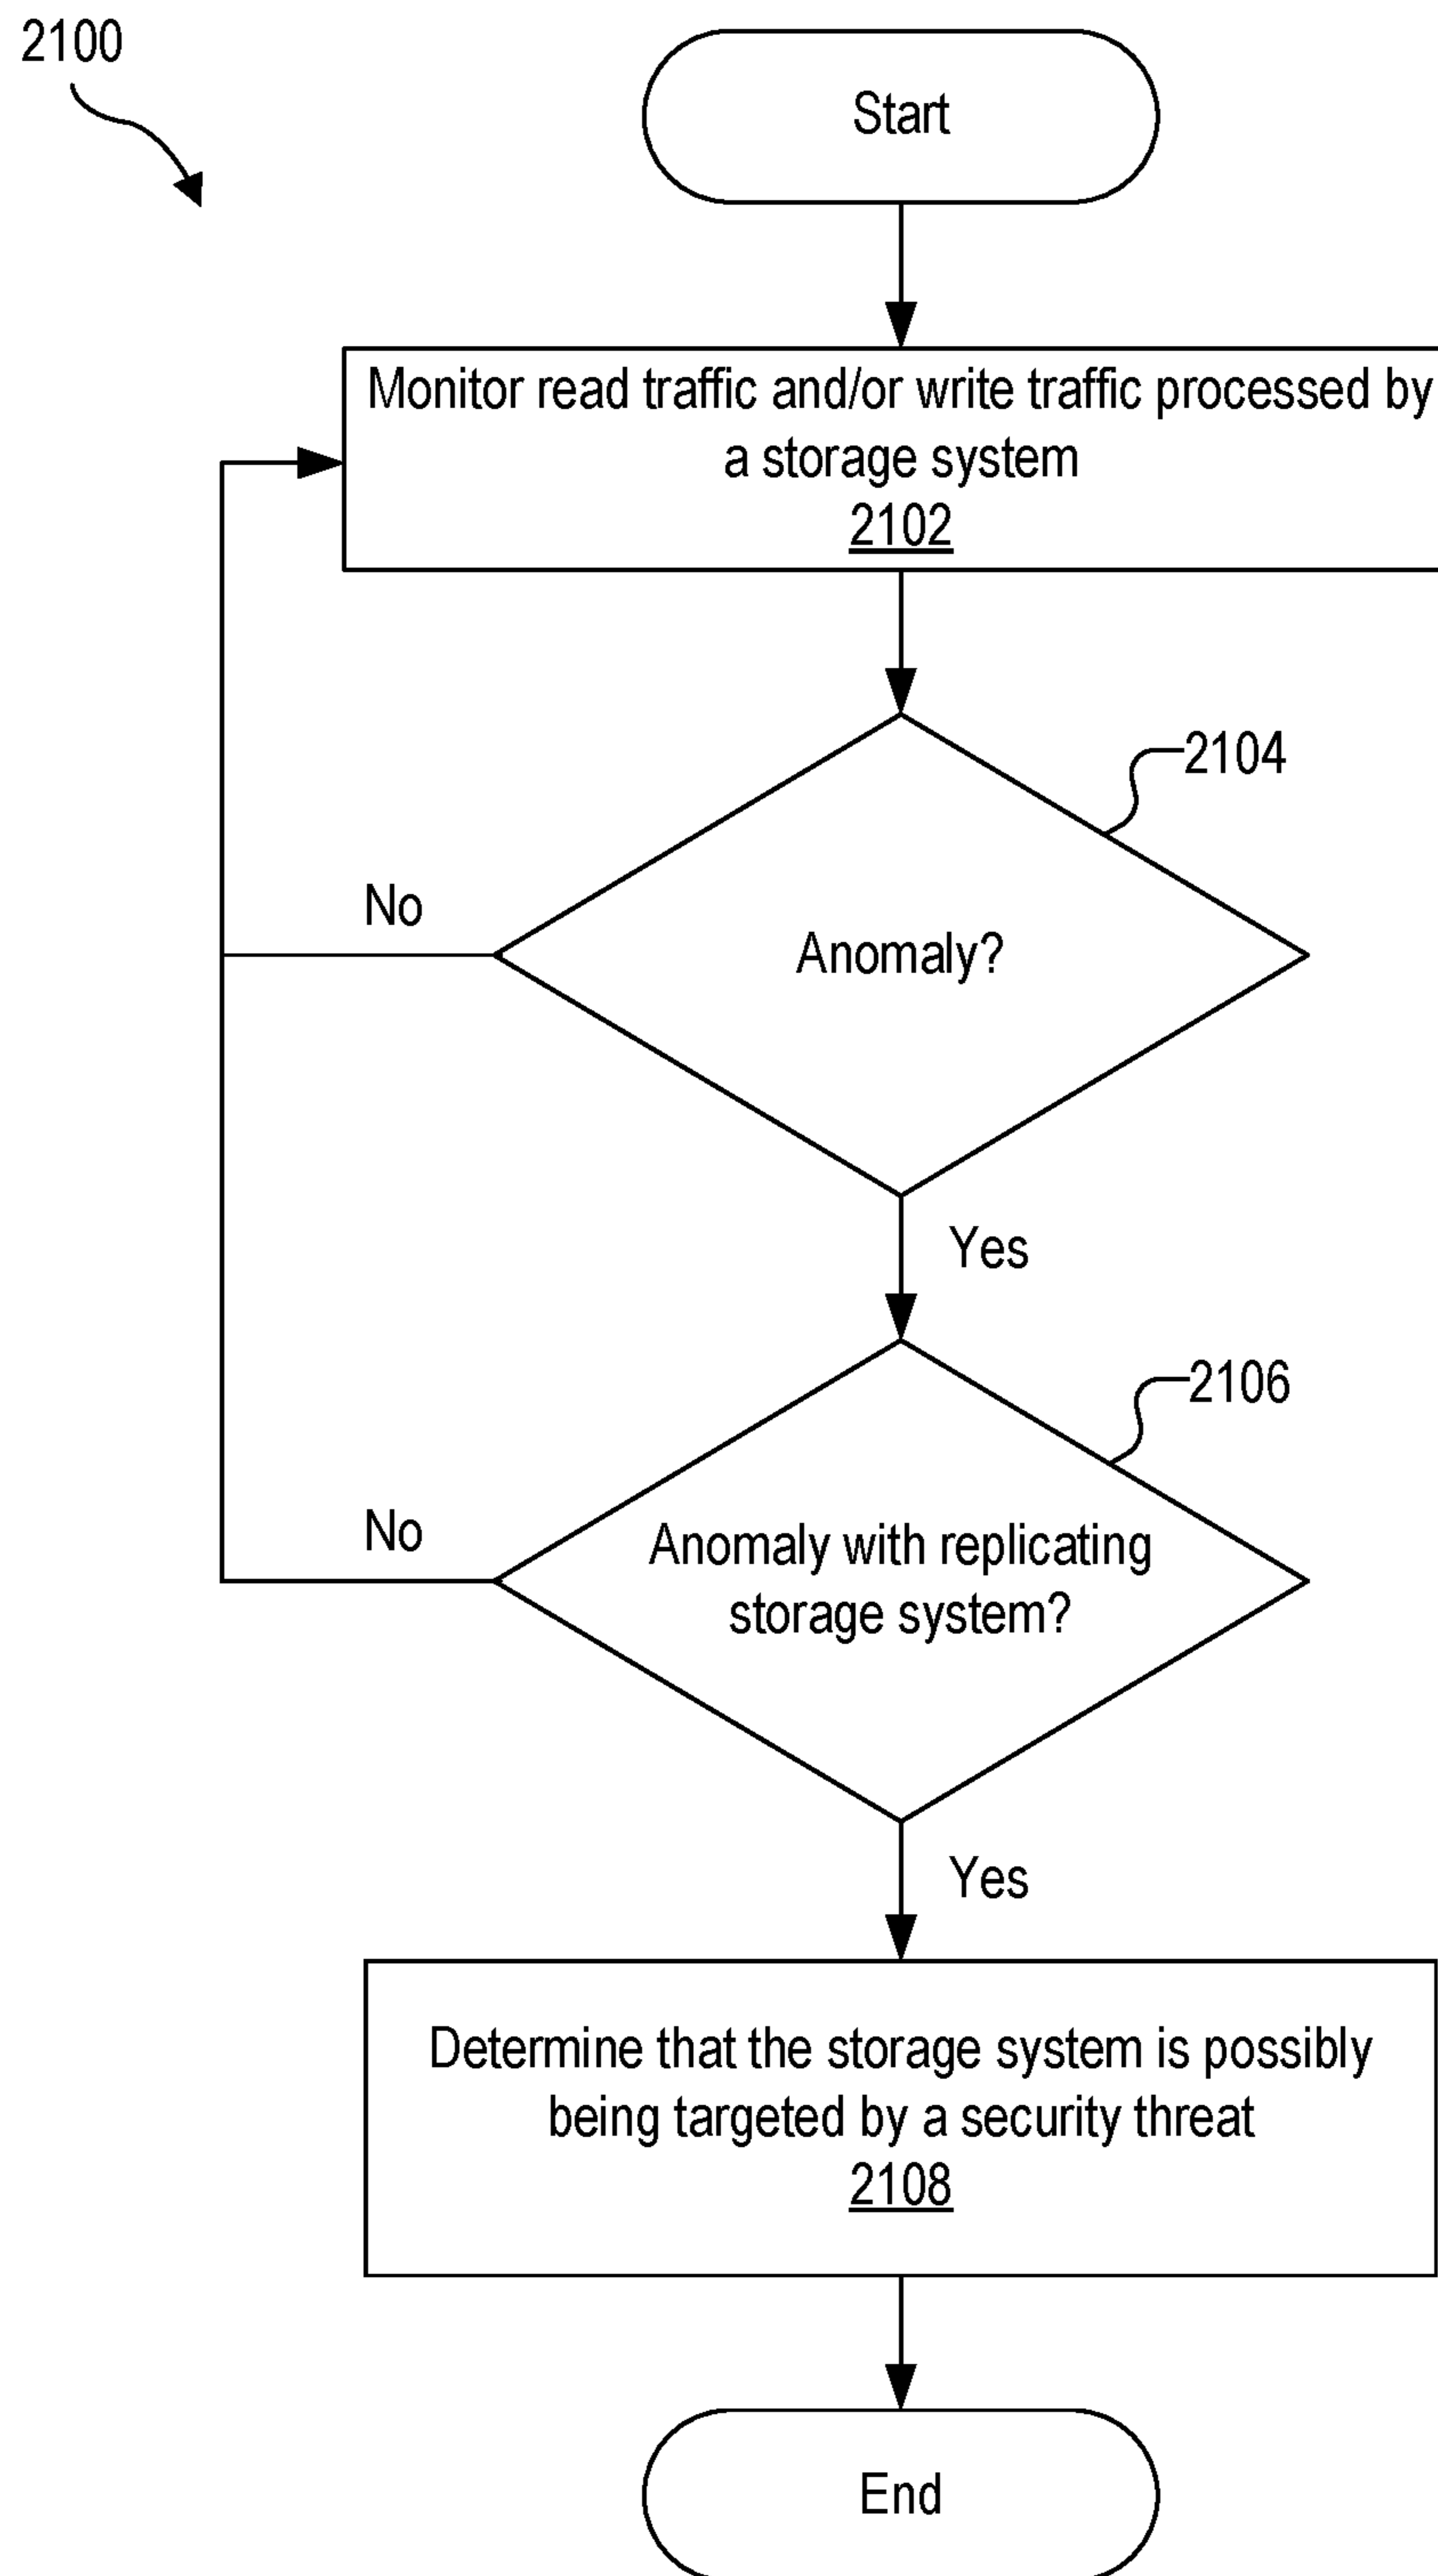 2100
Start
Monitor read traffic and/or write traffic processed by
a storage system
2102
2104
Anomaly?
No
Yes
2106
Anomaly with replicating
storage system?
No
Yes
Determine that the storage system is possibly
being targeted by a security threat
2108
End